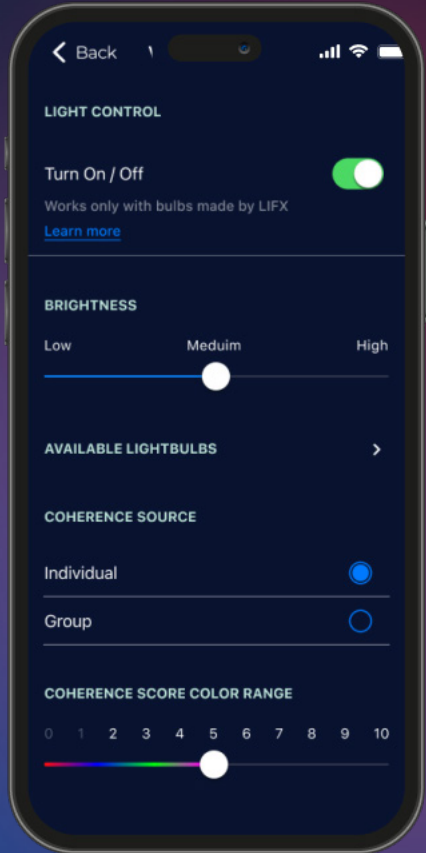 Back
LIGHT CONTROL
Turn On / Off
Works only with bulbs made by LIFX
Learn more
BRIGHTNESS
Low Meduim High
AVAILABLE LIGHTBULBS
COHERENCE SOURCE
Individual
Group
COHERENCE SCORE COLOR RANGE
0 1 2 3 4 5 6 7 8 9 10